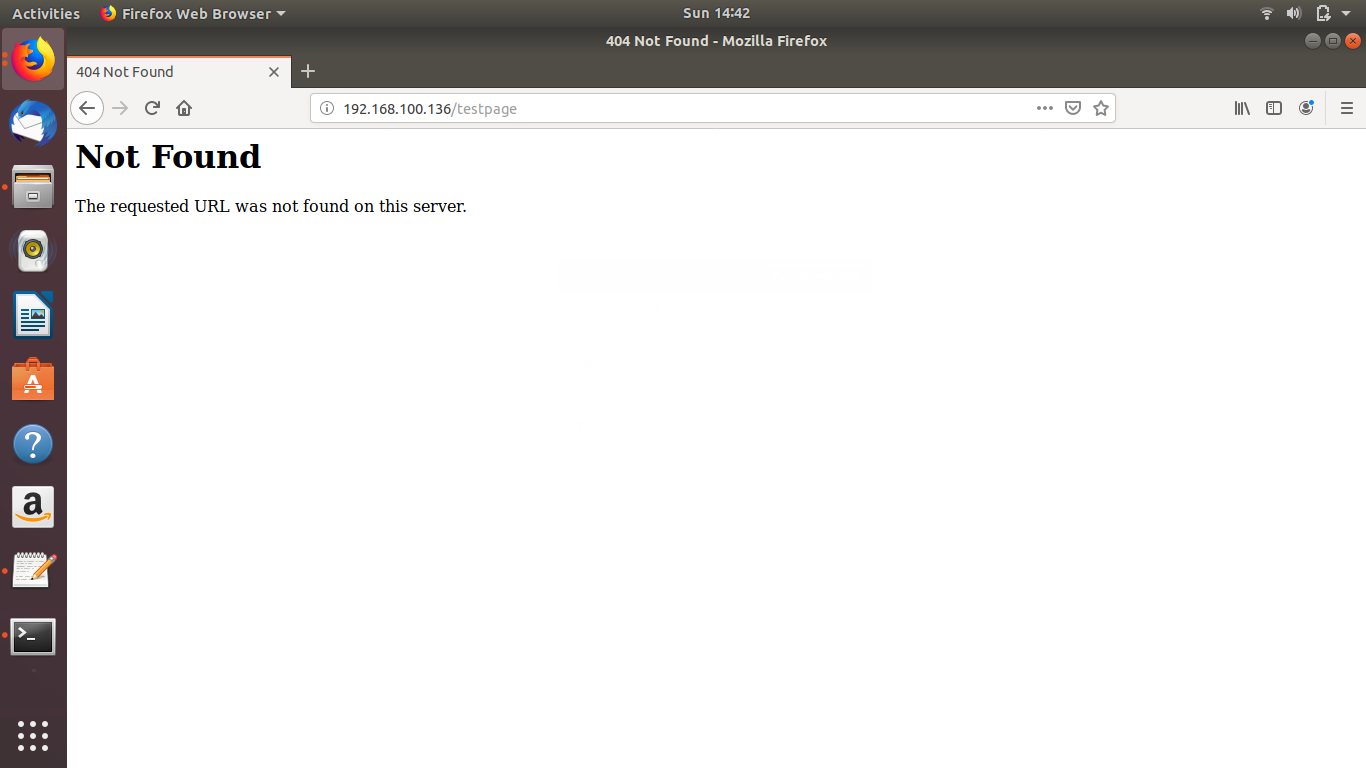 Activities Firefox Web Browser Sun 14:42
404 Not Found - Mozilla Firefox
404 Not Found
192.168.100.136/testpage
Not Found
The requested URL was not found on this server.